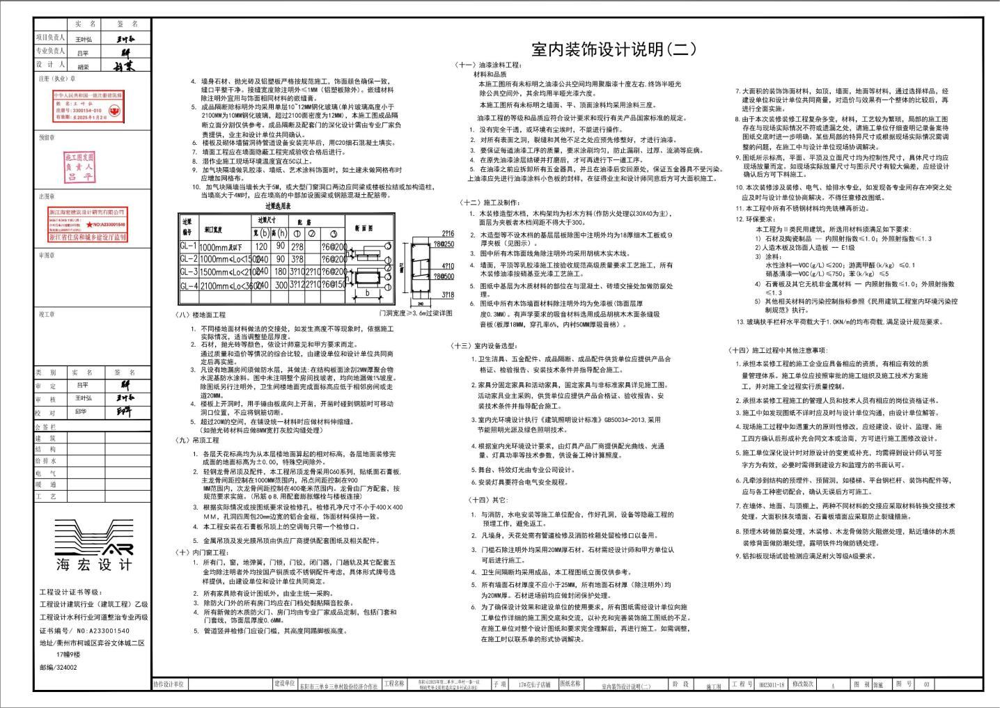 实 名 签 名
项目负责人 王叶弘
专业负责人 吕平
设 计 人 胡荣
注册（执业）章
中华人民共和国一级注册建筑师
姓 名：王 叶 弘
注册号：3300154-010
有效期：至2025年1月2日
预留章
施工图发图
负责人
吕平
出图章
浙江海宏建筑设计研究有限公司
★NO:A233001540
浙江省住房和城乡建设厅监制
审图章
竣工章
类 别 实 名 签 名
审 定 吕平
审 核 王叶弘
校 对 邱华
会签栏
建 筑
结 构
给排水
电 气
暖 通
工 艺
AR
海宏设计
工程设计证书等级：
工程设计建筑行业（建筑工程）乙级
工程设计水利行业河道整治专业丙级
证书编号/ NO:A233001540
地址/衢州市柯城区弈谷文体城二区
17幢9楼
邮编/324002
室内装饰设计说明(二)
4. 墙身石材、抛光砖及铝塑板严格按规范施工，饰面颜色确保一致，
缝口平整干净。接缝宽度除注明外≤1MM（铝塑板除外）。嵌缝材料
除注明外宜用与饰面相同材料的嵌缝膏。
5. 成品隔断除标明外均采用单层10~12MM钢化玻璃(单片玻璃高度小于
2100MM为10MM钢化玻璃，超过2100面密度为12MM)，本施工图成品隔
断立面分割仅供参考。成品隔断及配套门的深化设计需由专业厂家负
责提供，业主和设计单位共同确认。
6. 楼板及砌体墙留洞待管道设备安装完毕后，用C20细石混凝土填实。
7. 墙面工程应在墙面隐蔽工程完成验收合格后进行。
8. 湿作业施工现场环境温度宜在5C以上。
9. 加气块隔墙做乳胶漆、墙纸、艺术涂料饰面时，如土建未做网格布时
应增加网格布。
10. 加气块隔墙当墙长大于5M，或大型门窗洞口两边应同梁或楼板拉结或加构造柱，
当墙高大于4M时，应在墙高的中部加设圈梁或钢筋混凝土配筋带。
过梁选用表
过梁编号 洞口宽度 过梁尺寸 配 筋 断 面 图
宽(b) 高(h) ① ② ③
GL-1 1000mm及以下 120 90 2?8 ?6@200
GL-2 1000mm≤Lo<1500 240 90 3?8 ?6@200
GL-3 1500mm≤Lo<2100 240 180 3?10 2?10 ?6@200
GL-4 2100mm≤Lo<3600 240 300 3?12 2?10 ?6@150
b
2?16
?8@250
4?10
?8@500
3?18
240
门洞宽度≥3.6m过梁详图
(八) 楼地面工程
1. 不同楼地面材料做法的交接处，如发生高度不等现象时，依据施工
实际情况，适当调整垫层厚度。
2. 石材，抛光砖等颜色，依设计师意见和甲方要求而定。
通过质量和造价等情况的综合比较，由建设单位和设计单位共同商
定后再实施。
3. 凡设有地漏房间须做防水层，其做法:在结构板面涂刮2MM厚聚合物
水泥基防水涂料。图中未注明整个房间找坡者，均向地漏做1%坡度。
除图纸另行注明外，卫生间楼地面完成面标高应低于相邻房间或走
道20MM。
4. 楼板上开洞时，用手锤由板底向上开凿，开凿时碰到钢筋时可移动
洞口位置，不应将钢筋切断。
5. 超过20M的空间，在铺设统一材料时应做材料伸缩缝。
（如抛光砖材料应做8MM宽打灰胶沟缝处理）
(九) 吊顶工程
1. 各层天花标高均为从本层楼地面算起的相对标高，各层地面装修完
成面的地面标高为±0.00，特殊空间除外。
2. 轻钢龙骨吊顶及配件，本工程吊顶龙骨采用C60系列，贴纸面石膏板，
主龙骨间距控制在1000MM范围内，吊点间距控制在900
MM范围内，次龙骨间距控制在400毫米范围内。龙骨由厂方配套，按
规范要求实施。(吊筋φ8.用配套膨胀螺栓与楼板连接)
3. 根据实际情况或按图纸要求设检修孔，检修孔净尺寸不小于400X400
MM，孔洞四周包20mm边宽的铝合金框，饰面材料保持一致。
4. 本工程安装在石膏板吊顶上的空调每只带一个检修口。
5. 金属吊顶及发光膜吊顶由供应厂商提供配套图纸及相关配件。
(十) 内门窗工程:
1. 所有门，窗，地弹簧，门锁，门铰，闭门器，门趟轨及其它配套五
金均除注明者外均按国产铜质或不锈钢配件考虑，具体形式牌号选
样提供，由建设单位和设计单位共同商定。
2. 所有家具除有设计图纸外，由业主统一采购。
3. 除防火门外的所有房门均应在门档处黏贴隔音胶条。
4. 所有新做的木质防火门、房门均由专业厂家成品定制，包括门套和
门套线，饰面层厚度0.6MM。
5. 管道竖井检修门应设门槛，其高度同踢脚板高度。
(十一) 油漆涂料工程:
材料和品质
本施工图所有未标明之油漆公共空间均用聚脂漆十度左右.终饰半哑光
除公共空间外，其余均用半哑光漆六度。
本施工图所有未标明之墙面、平、顶面涂料均采用涂料三度。
油漆工程的等级和品质应符合设计要求和现行有关产品国家标准的规定。
1. 没有完全干透，或环境有尘埃时，不能进行操作。
2. 对所有表面之洞，裂缝和其他不足之处应预先修整好，才进行油漆。
3. 要保证每道油漆工序的质量，要求涂刷均匀，防止漏刷、过厚、流淌等庇病。
4. 在原先油漆涂层结硬并打磨后，才可再进行下一道工序。
5. 在油漆之前应拆卸所有五金器具，并且在油漆后安回原处，保证五金器具不受污染。
上油漆应先进行油漆涂料小色板的封样，在征得业主和设计师同意后方可大面积施工。
(十二) 施工及制作:
1. 木装修造型木档，木构架均为杉木方料(作防火处理以30X40为主)，
面层为夹板者木档间距不得大于300。
2. 木造型等不设木档的基层层板除图中注明外均为18厚细木工板或9
厚夹板（见图示）。
3. 图中所有木饰面线角除注明外均采用胡桃木实木线。
4. 墙面，平顶等乳胶漆施工按验收规范高级质量要求工艺施工，所有
木装修油漆按硝基亚光漆工艺施工。
5. 图纸中基层为木质材料的部位在与混凝土、砖墙交接处加做防腐处
理。
6. 图纸中所有木饰墙面材料除注明外均为免漆板(饰面层厚
度0.3MM)。有声学要求的吸音材料选用成品胡桃木木面条缝吸
音板(板厚18MM，穿孔率6%，内衬50MM厚吸音棉)。
(十三) 室内设备选型:
1. 卫生洁具、五金配件、成品隔断、成品配件供货单位应提供产品合
格证、检验报告、安装技术条件并指导配合施工。
2. 家具分固定家具和活动家具，固定家具与非标准家具详见施工图。
活动家具业主采购，供货单位应提供产品合格证、验收报告、安
装技术条件并指导配合施工。
3. 室内光环境设计执行《建筑照明设计标准》GB50034-2013.采用
节能照明光源及绿色照明技术。
4. 根据室内光环境设计要求，由灯具产品厂商提供配光曲线、光通
量、灯具功率等技术参数，供设备工种计算照度。
5. 舞台、特效灯光由专业公司设计。
6. 安装灯具要符合电气安全规程。
(十四) 其它:
1. 与消防，水电安装等施工单位配合，作好孔洞，设备等隐蔽工程的
预埋工作，避免返工。
2. 凡墙身，天花处需有管道检修及消防栓箱处留检修口以备用。
3. 门槛石除注明外均采用20MM厚石材。石材需经设计师和甲方单位认
可后进行施工。
4. 卫生间隔断均采用成品，本工程图纸立面仅供参考。
5. 所有墙面石材厚度不应小于25MM，所有地面石材厚（除注明外)均
为20MM厚。石材进场前均应做封闭保护处理。
6. 为了确保设计效果和建设单位的使用要求，所有图纸需经设计单位向施
工单位作详细的施工图交底和交流，以补充和完善装饰施工图纸的不足。
在施工单位对整个设计图纸和要求完全理解后，再进行施工。如需调整，
在施工时以联系单的形式协调解决。
7. 大面积的装饰饰面材料，如顶，墙面，地面等材料，通过选择样品，经
建设单位和设计单位共同商量，对造价与效果有一个整体的比较后，再
进行全面实施。
8. 由于本次装修装修工程复杂多变，材料，工艺较为繁琐，局部的施工图
存在与现场实际情况不符或遗漏之处，请施工单位仔细查明记录备案待
图纸交底时进一步明确。某些局部的特异尺寸或根据现场实际情况需调
整的问题，在施工中与设计单位现场协调解决。
9. 图纸所示标高，平面、平顶及立面尺寸均为控制性尺寸，具体尺寸均应
现场放量而定。如现场实际放量尺寸与图示尺寸有较大偏差，应经设计
确认后方可下料施工。
10. 本次装修涉及装修、电气、给排水专业，如发现各专业间存在冲突之处
应及时与设计单位协商解决。不得任意修改图纸。
11. 本工程中所有不锈钢材料均先铣槽再折边。
12. 环保要求：
本工程为Ⅱ类民用建筑，所选用材料须满足如下要求:
1) 石材及陶瓷制品 — 内照射指数≤1.0；外照射指数≤1.3
2) 人造木板及饰面人造板 — E1级
3) 涂料:
水性涂料—VOC(g/L)≤200；游离甲醛(k/kg) ≤0.1
硝基清漆—VOC(g/L)≤750；苯(k/kg) ≤5
4) 石膏板及其它无机非金属材料 — 内照射指数≤1.0；外照射指数
≤1.3
5) 其他相关材料的污染控制指标参照《民用建筑工程室内环境污染控
制规范》执行。
13. 玻璃扶手栏杆水平荷载大于1.0KN/m的均布荷载,满足设计规范要求。
(十四) 施工过程中其他注意事项:
1. 承担本装修工程的施工企业应具备相应的资质，有相应有效的质
量管理体系。施工单位应按照审批的施工组织及施工技术方案施
工，并对施工全过程实行质量控制。
2. 承担本装修工程施工的管理人员和技术人员有相应的岗位资格证书。
3. 施工中如发现图纸不详时应及时与设计单位沟通，由设计单位解答。
4. 现场施工过程中如遇重大的原则性修改，应经建设、设计、监理、施
工四方确认后形成补充合同文本或洽商，方可进行施工图修改设计。
5. 施工单位深化设计时对原设计的变更或补充，均需得到设计师认可签
字方为有效，必要时需得到建设方和监理方的书面认可。
6. 凡牵涉到结构的预埋件、预留洞，如楼梯、平台钢栏杆、装饰构配件等，
应与各工种密切配合，确认无误后方可施工。
7. 在墙体、地面、与顶棚上，两种不同材料的交接应采取材料转换交接技术
处理。大面积抹灰墙面、石膏板墙面应采取防止裂缝措施。
8. 预埋木砖做防腐处理，木装修、木龙骨做防火阻燃处理，贴近墙体的木质
装修背面做防潮处理，露明铁件均做防锈处理。
9. 铝扣板现场试验检测应满足耐火等级A级要求。
协作设计单位 建设单位 东阳市三单乡三单村股份经济合作社 工程名称 子 项 17#花仙子店铺 图纸名称 室内装饰设计说明(二) 阶 段 施工图 工 程 号 HH23011-18 修改版次 A 图 别 饰施 图 号 03